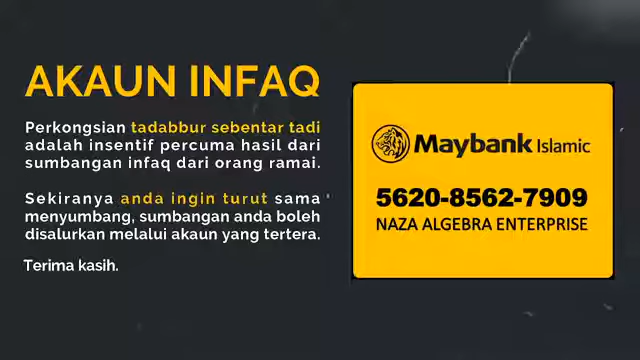 AKAUN INFAQ
Perkongsian tadabbur sebentar tadi
adalah insentif percuma hasil dari
sumbangan infaq dari orang ramai.
Sekiranya anda ingin turut sama
menyumbang, sumbangan anda boleh
disalurkan melalui akaun yang tertera.
Terima kasih.
Maybank Islamic
5620-8562-7909
NAZA ALGEBRA ENTERPRISE